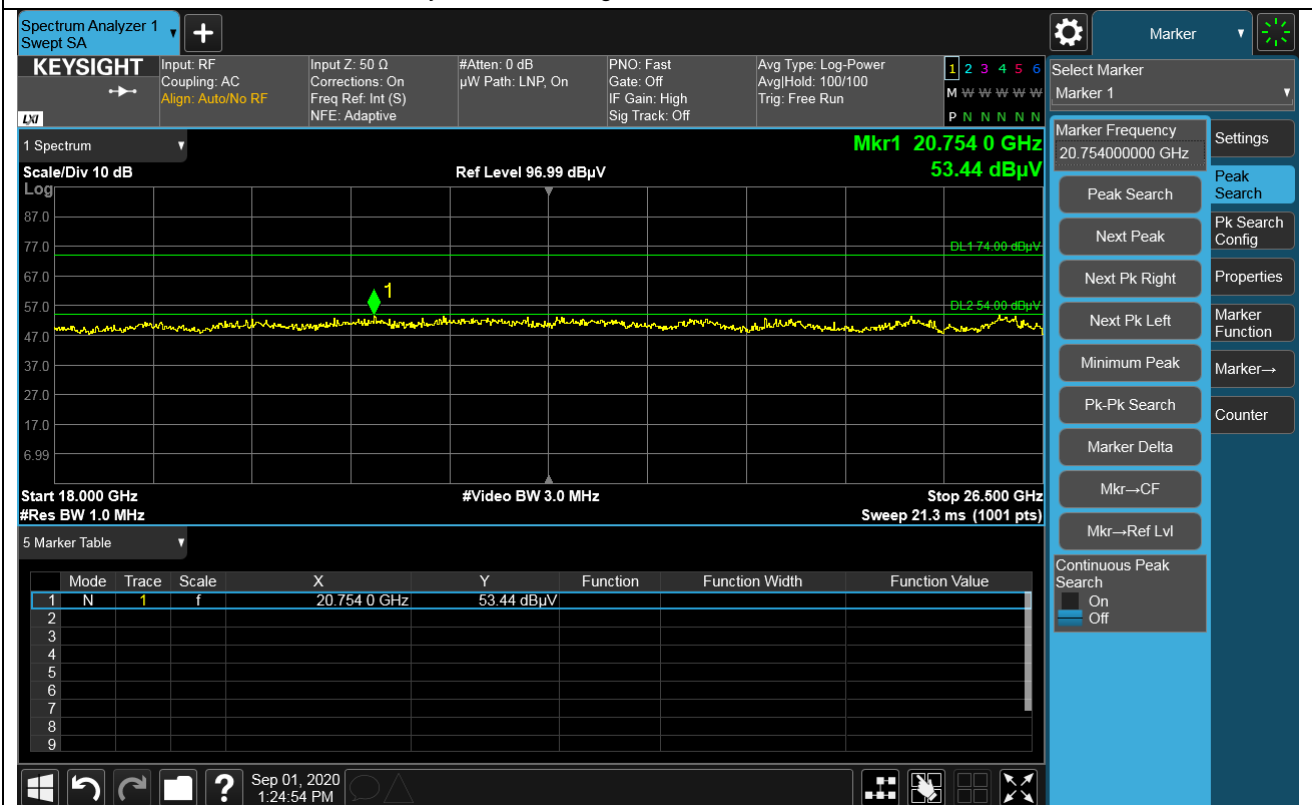 Spectrum Analyzer 1
Swept SA
Marker
KEYSIGHT
LXI
Input: RF
Coupling: AC
Align: Auto/No RF
Input Z: 50 Ω
Corrections: On
Freq Ref: Int (S)
NFE: Adaptive
#Atten: 0 dB
µW Path: LNP, On
PNO: Fast
Gate: Off
IF Gain: High
Sig Track: Off
Avg Type: Log-Power
Avg|Hold: 100/100
Trig: Free Run
1 2 3 4 5 6
M W W W W W
P N N N N N
Select Marker
Marker 1
1 Spectrum
Mkr1 20.754 0 GHz
Scale/Div 10 dB
Ref Level 96.99 dBµV
53.44 dBµV
Log
87.0
77.0
DL1 74.00 dBµV
67.0
1
57.0
DL2 54.00 dBµV
47.0
37.0
27.0
17.0
6.99
Start 18.000 GHz
#Video BW 3.0 MHz
Stop 26.500 GHz
#Res BW 1.0 MHz
Sweep 21.3 ms (1001 pts)
Marker Frequency
20.754000000 GHz
Peak Search
Next Peak
Next Pk Right
Next Pk Left
Minimum Peak
Pk-Pk Search
Marker Delta
Mkr→CF
Mkr→Ref Lvl
Continuous Peak
Search
On
Off
Settings
Peak
Search
Pk Search
Config
Properties
Marker
Function
Marker→
Counter
5 Marker Table
Mode Trace Scale X Y Function Function Width Function Value
1 N 1 f 20.754 0 GHz 53.44 dBµV
2
3
4
5
6
7
8
9
?
Sep 01, 2020
1:24:54 PM